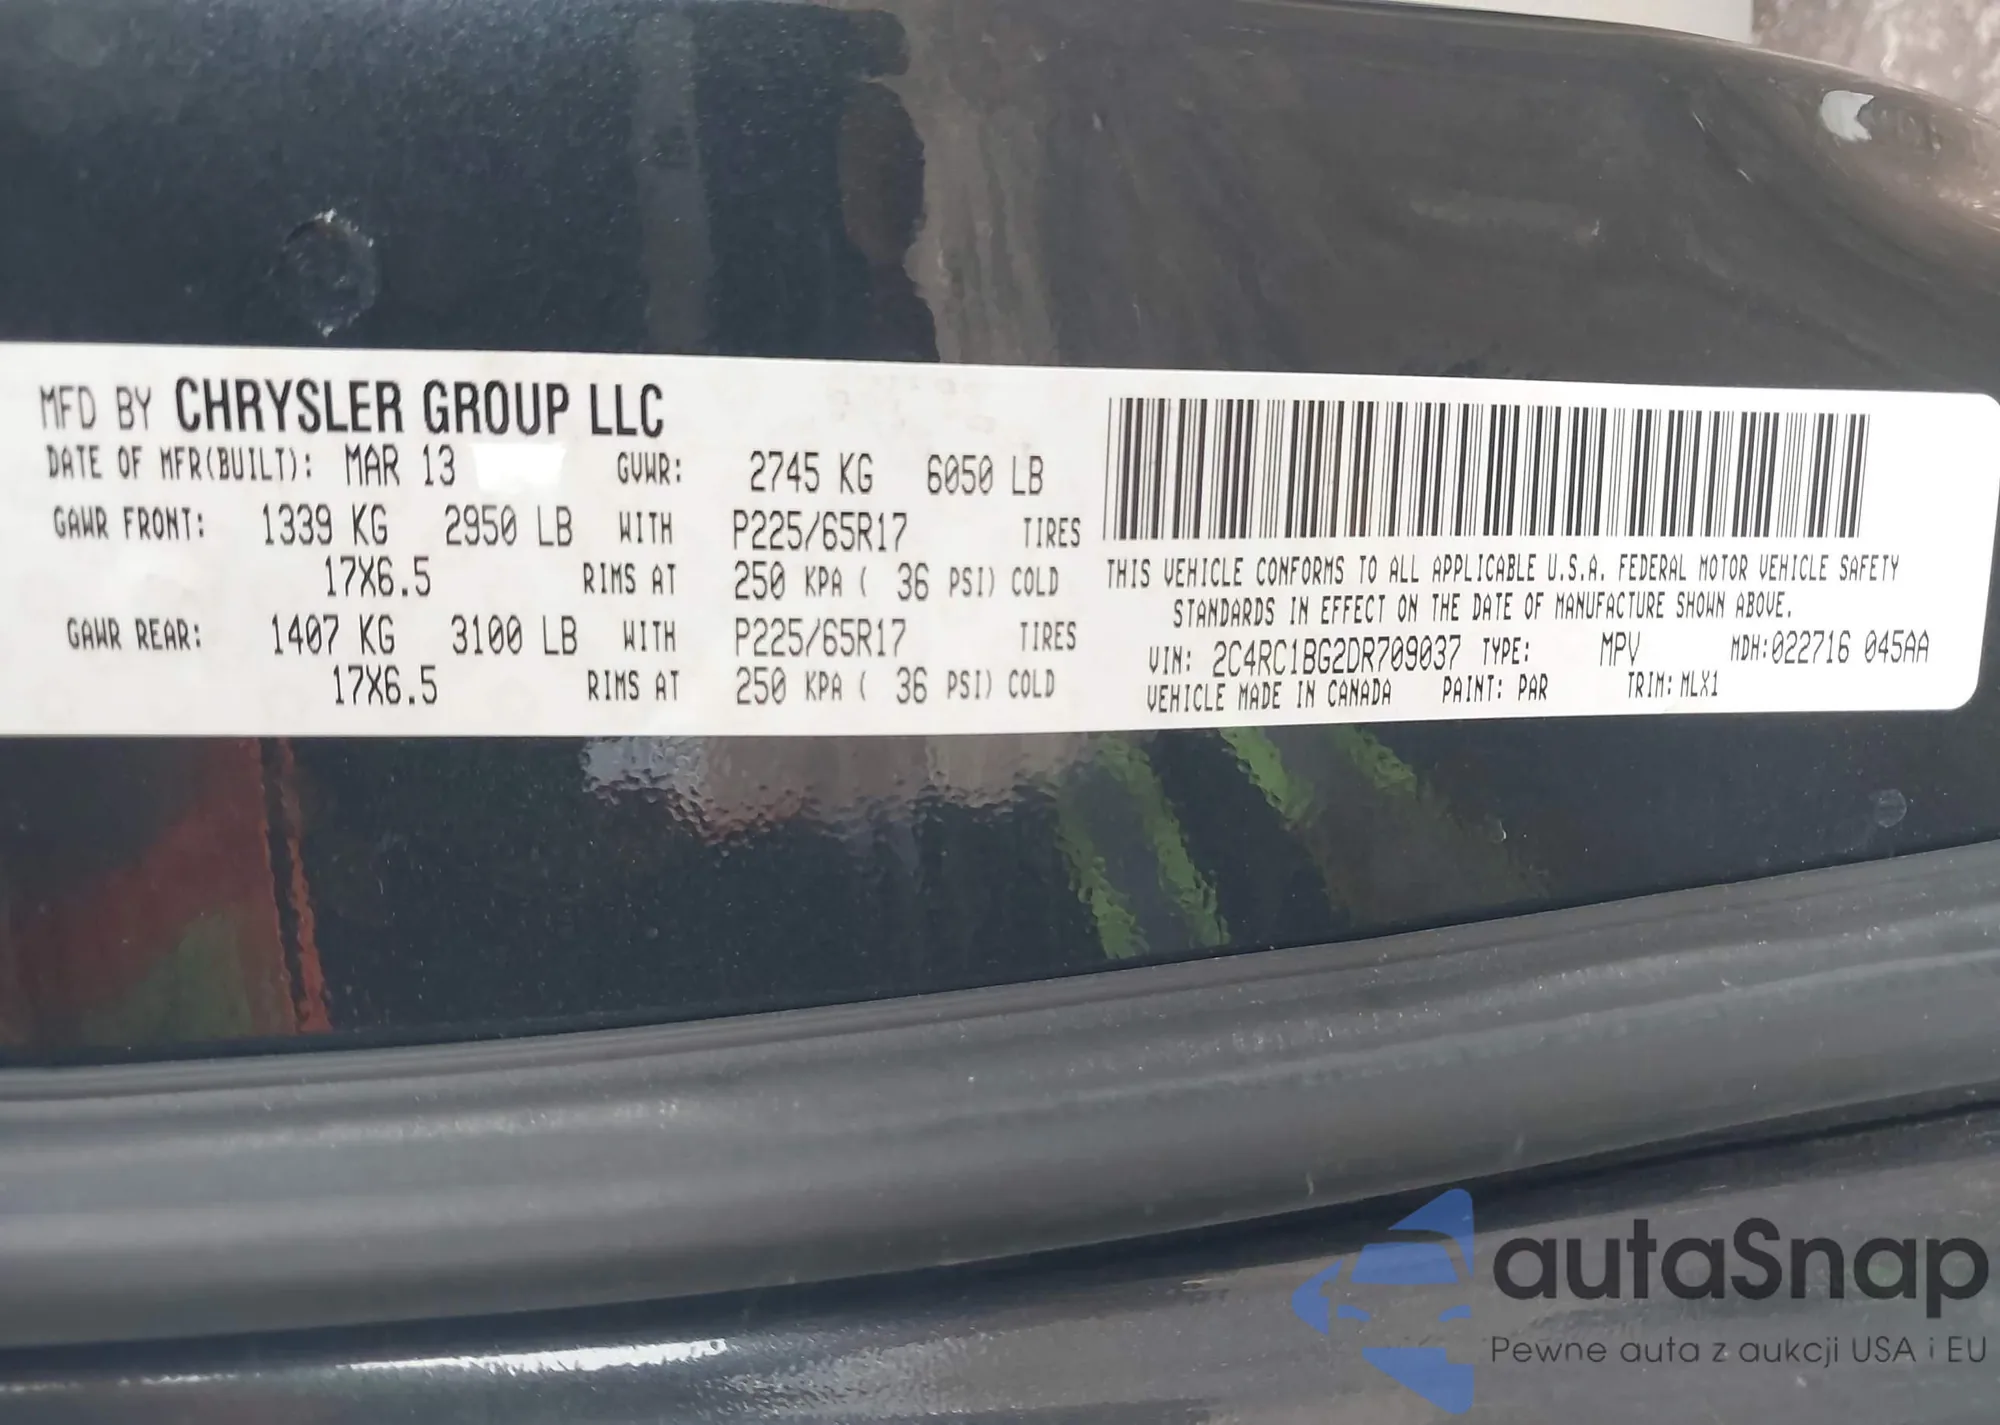 MFD BY CHRYSLER GROUP LLC
DATE OF MFR(BUILT): MAR 13 GVWR: 2745 KG 6050 LB
GAWR FRONT: 1339 KG 2950 LB WITH P225/65R17 TIRES
17X6.5 RIMS AT 250 KPA ( 36 PSI) COLD
GAWR REAR: 1407 KG 3100 LB WITH P225/65R17 TIRES
17X6.5 RIMS AT 250 KPA ( 36 PSI) COLD
THIS VEHICLE CONFORMS TO ALL APPLICABLE U.S.A. FEDERAL MOTOR VEHICLE SAFETY
STANDARDS IN EFFECT ON THE DATE OF MANUFACTURE SHOWN ABOVE.
VIN: 2C4RC1BG2DR709037 TYPE: MPV MDH:022716 045AA
VEHICLE MADE IN CANADA PAINT: PAR TRIM: MLX1
autaSnap
Pewne auta z aukcji USA i EU